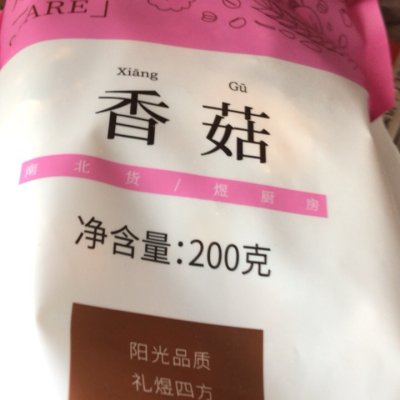 ARE
Xiāng Gū
香菇
南北货/煜厨房
净含量:200克
阳光品质
礼煜四方